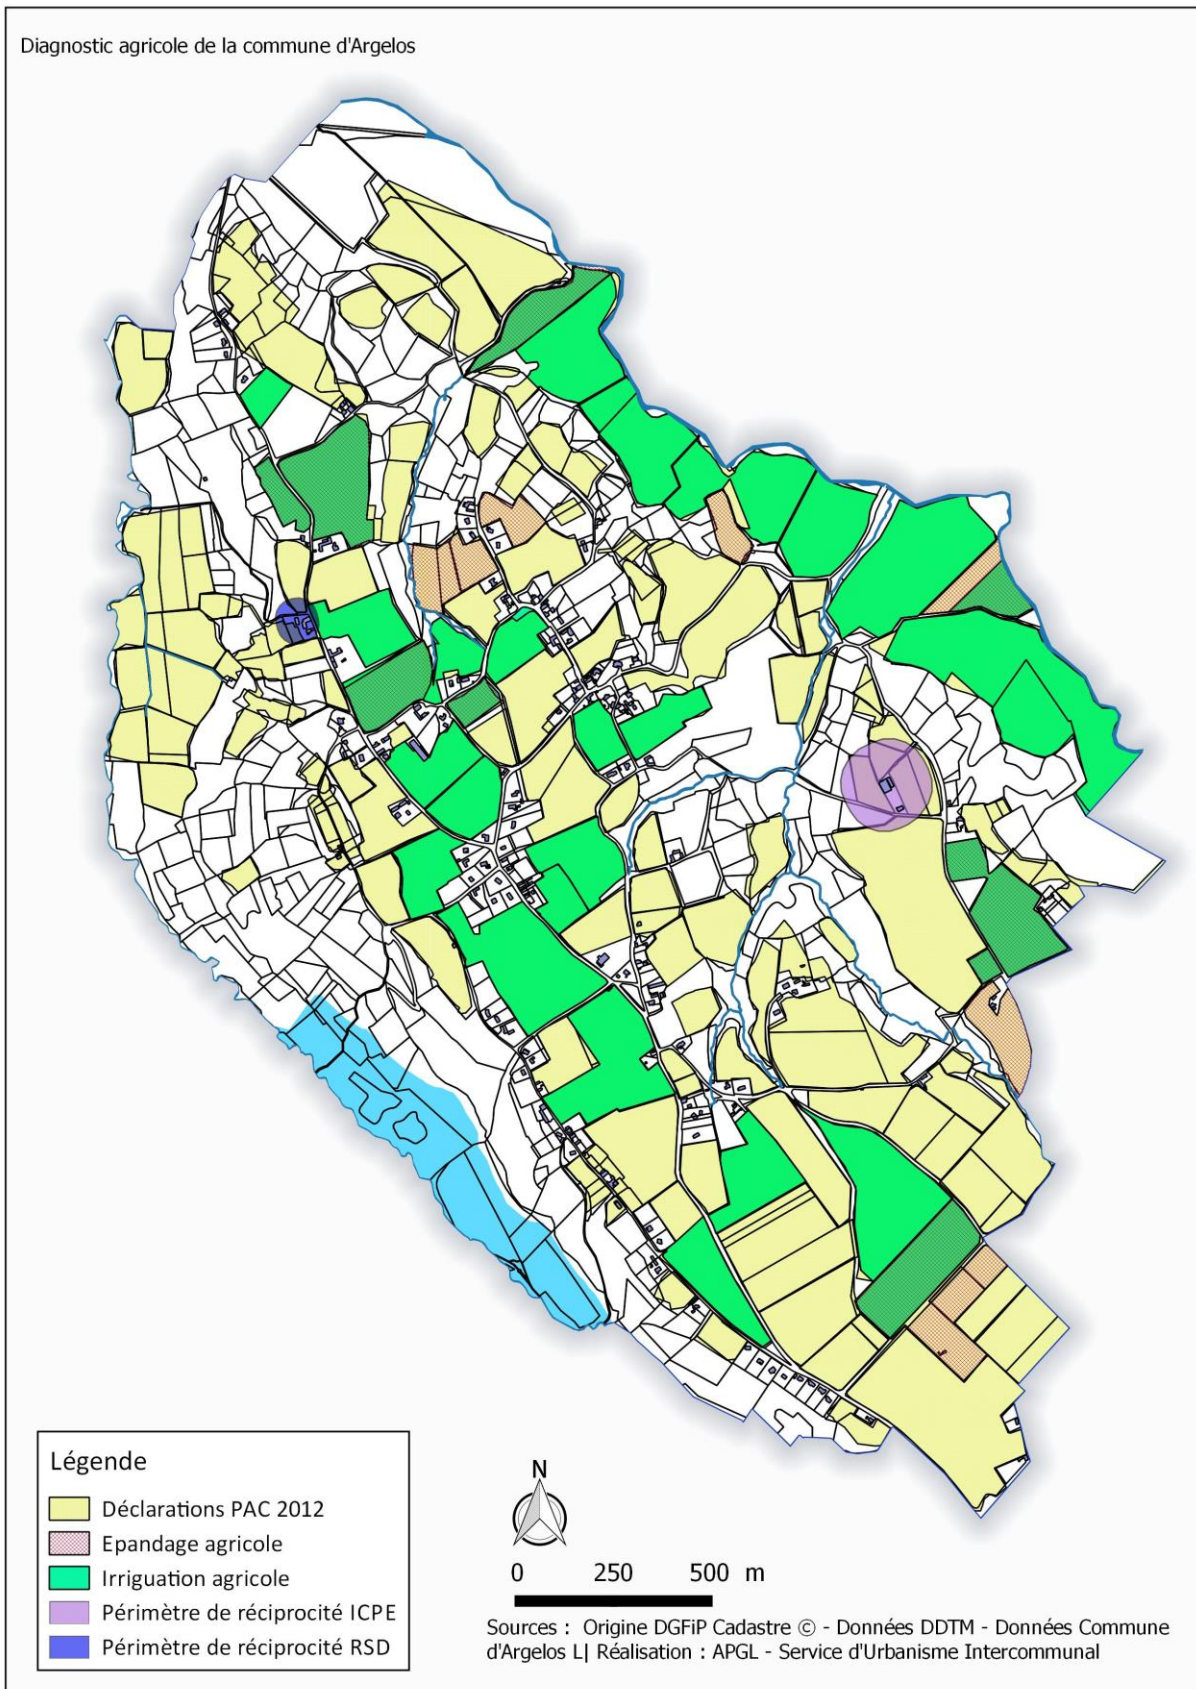 Diagnostic agricole de la commune d'Argelos
Légende
Déclarations PAC 2012
Epandage agricole
Irriguation agricole
Périmètre de réciprocité ICPE
Périmètre de réciprocité RSD
N
0 250 500 m
Sources : Origine DGFiP Cadastre © - Données DDTM - Données Commune
d'Argelos L| Réalisation : APGL - Service d'Urbanisme Intercommunal